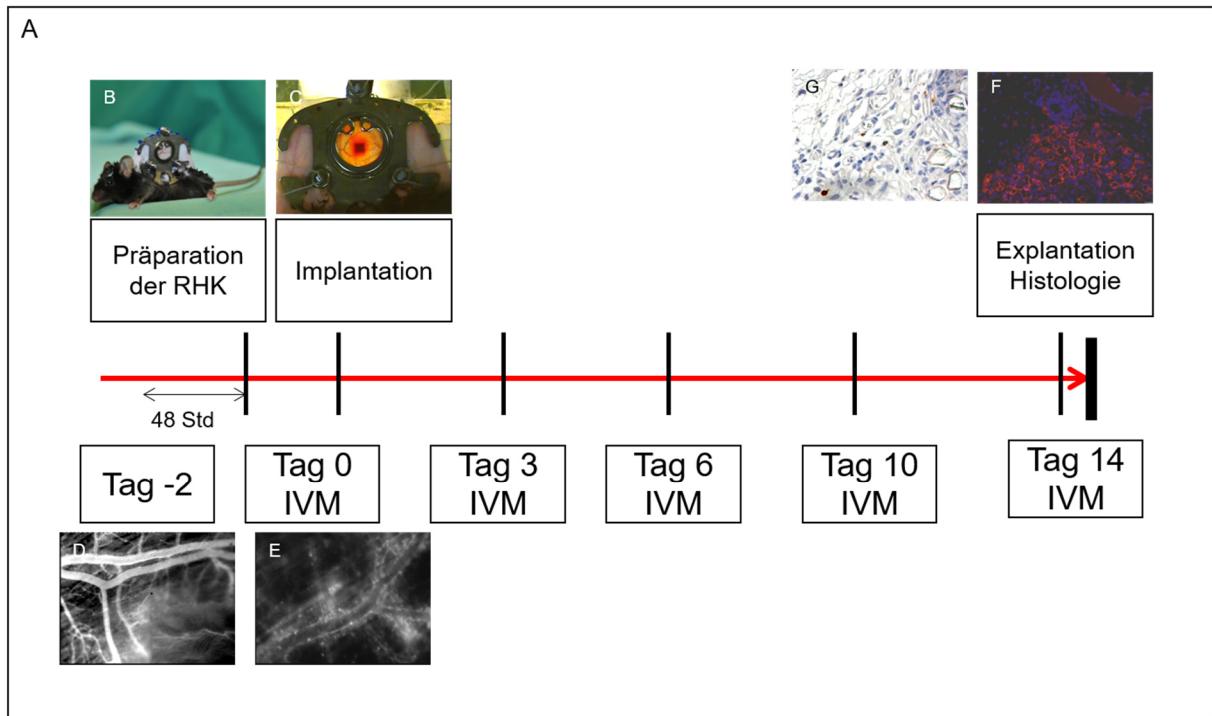 A
B
C
G
F
Präparation
der RHK
Implantation
Explantation
Histologie
48 Std
Tag -2
Tag 0
IVM
Tag 3
IVM
Tag 6
IVM
Tag 10
IVM
Tag 14
IVM
D
E